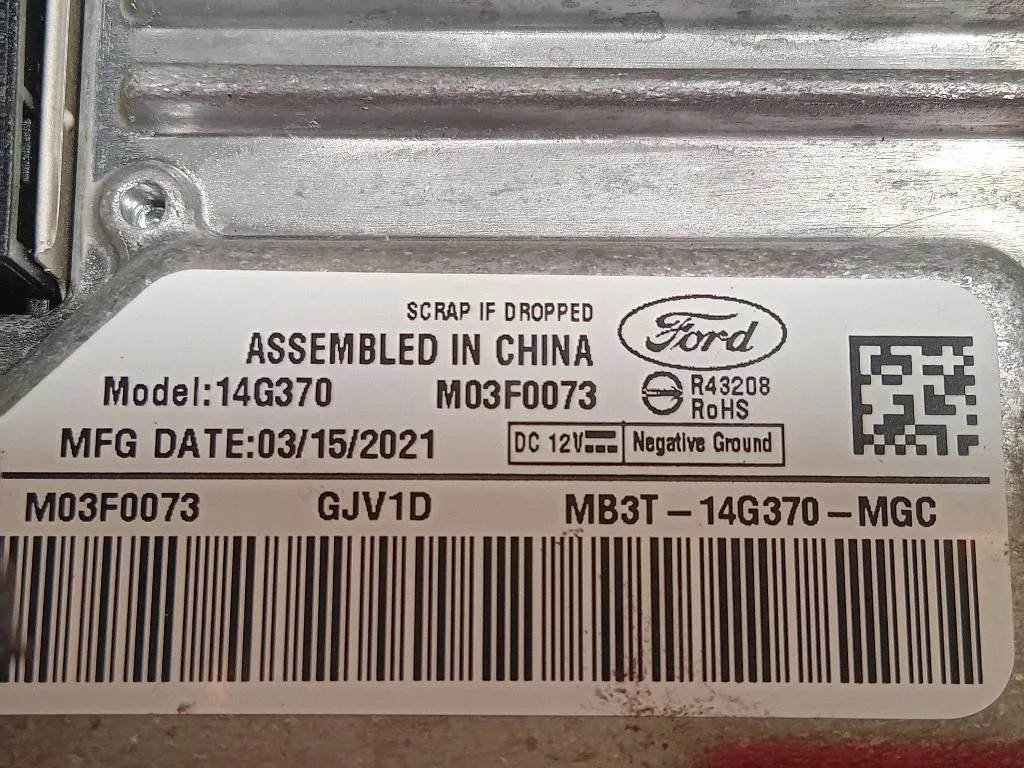 SCRAP IF DROPPED
Ford
ASSEMBLED IN CHINA
Model:14G370 M03F0073
R43208
RoHS
MFG DATE:03/15/2021
DC 12V
Negative Ground
M03F0073 GJV1D MB3T-14G370-MGC